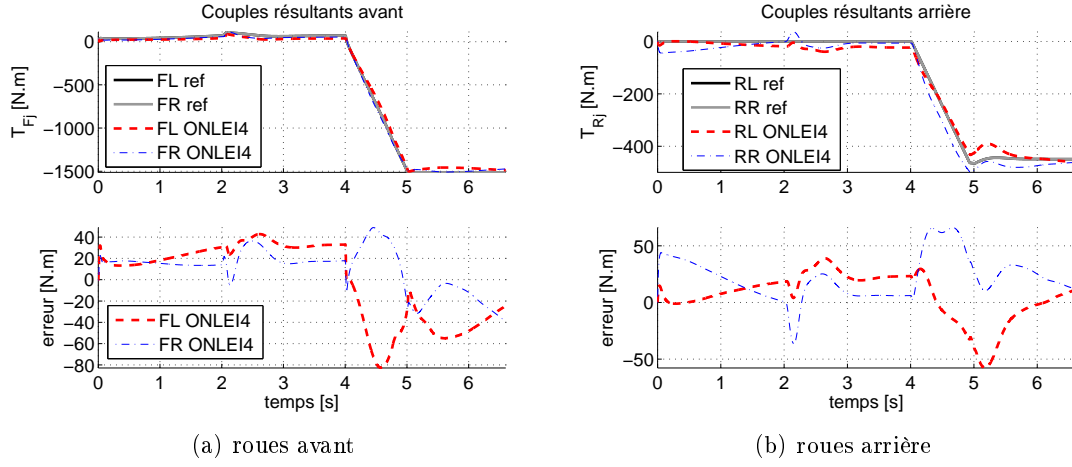 Couples résultants avant
T_Fj [N.m]
0
−500
−1000
−1500
FL ref
FR ref
FL ONLEI4
FR ONLEI4
0 1 2 3 4 5 6
erreur [N.m]
40
20
0
−20
−40
−60
−80
FL ONLEI4
FR ONLEI4
0 1 2 3 4 5 6
temps [s]
(a) roues avant
Couples résultants arrière
T_Rj [N.m]
0
−200
−400
RL ref
RR ref
RL ONLEI4
RR ONLEI4
0 1 2 3 4 5 6
erreur [N.m]
50
0
−50
0 1 2 3 4 5 6
temps [s]
(b) roues arrière